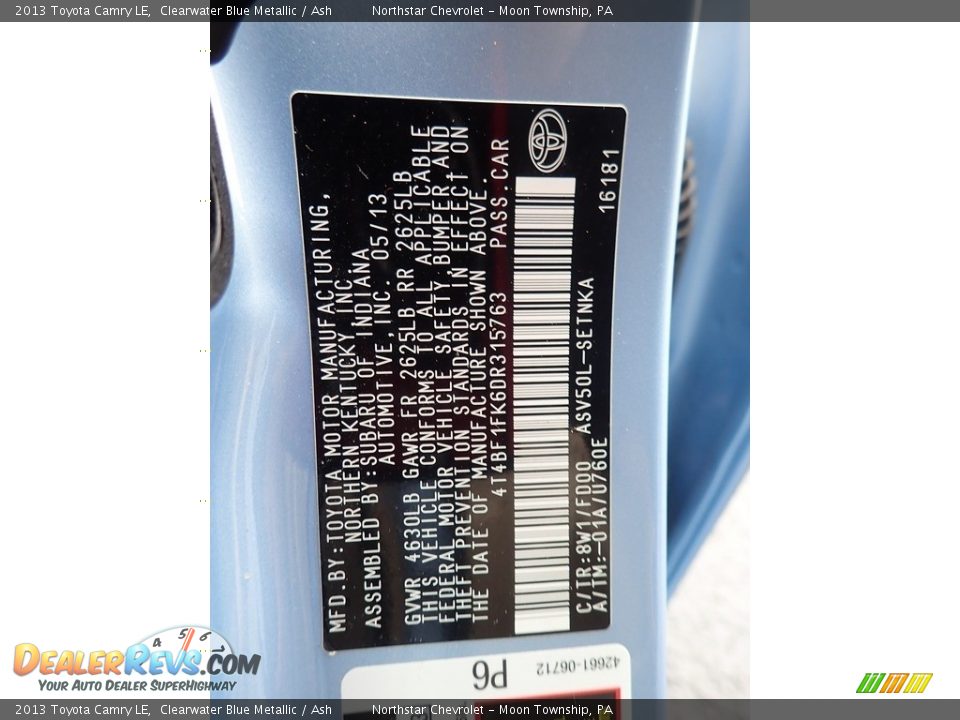 2013 Toyota Camry LE, Clearwater Blue Metallic / Ash Northstar Chevrolet - Moon Township, PA
MFD.BY:TOYOTA MOTOR MANUFACTURING,
NORTHERN KENTUCKY INC.
ASSEMBLED BY:SUBARU OF INDIANA
AUTOMOTIVE,INC. 05/13
GVWR 4630LB GAWR FR 2625LB RR 2625LB
THIS VEHICLE CONFORMS TO ALL APPLICABLE
FEDERAL MOTOR VEHICLE SAFETY,BUMPER,AND
THEFT PREVENTION STANDARDS IN EFFECT ON
THE DATE OF MANUFACTURE SHOWN ABOVE.
4T4BF1FK6DR315763 PASS.CAR
C/TR:8W1/FD00 ASV50L-SETNKA 16181
A/TM:-01A/U760E
42661-06712
P6
4 5 6
DEALERREVS.COM
YOUR AUTO DEALER SUPERHIGHWAY
2013 Toyota Camry LE, Clearwater Blue Metallic / Ash Northstar Chevrolet - Moon Township, PA